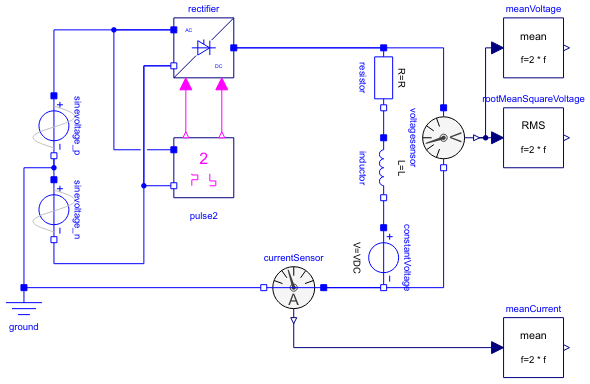 rectifier
meanVoltage
AC
DC
mean
f=2 * f
resistor
R=R
rootMeanSquareVoltage
RMS
f=2 * f
sinevoltage_p
voltagesensor
2
inductor
L=L
sinevoltage_n
pulse2
constantVoltage
V=VDC
currentSensor
A
ground
meanCurrent
mean
f=2 * f